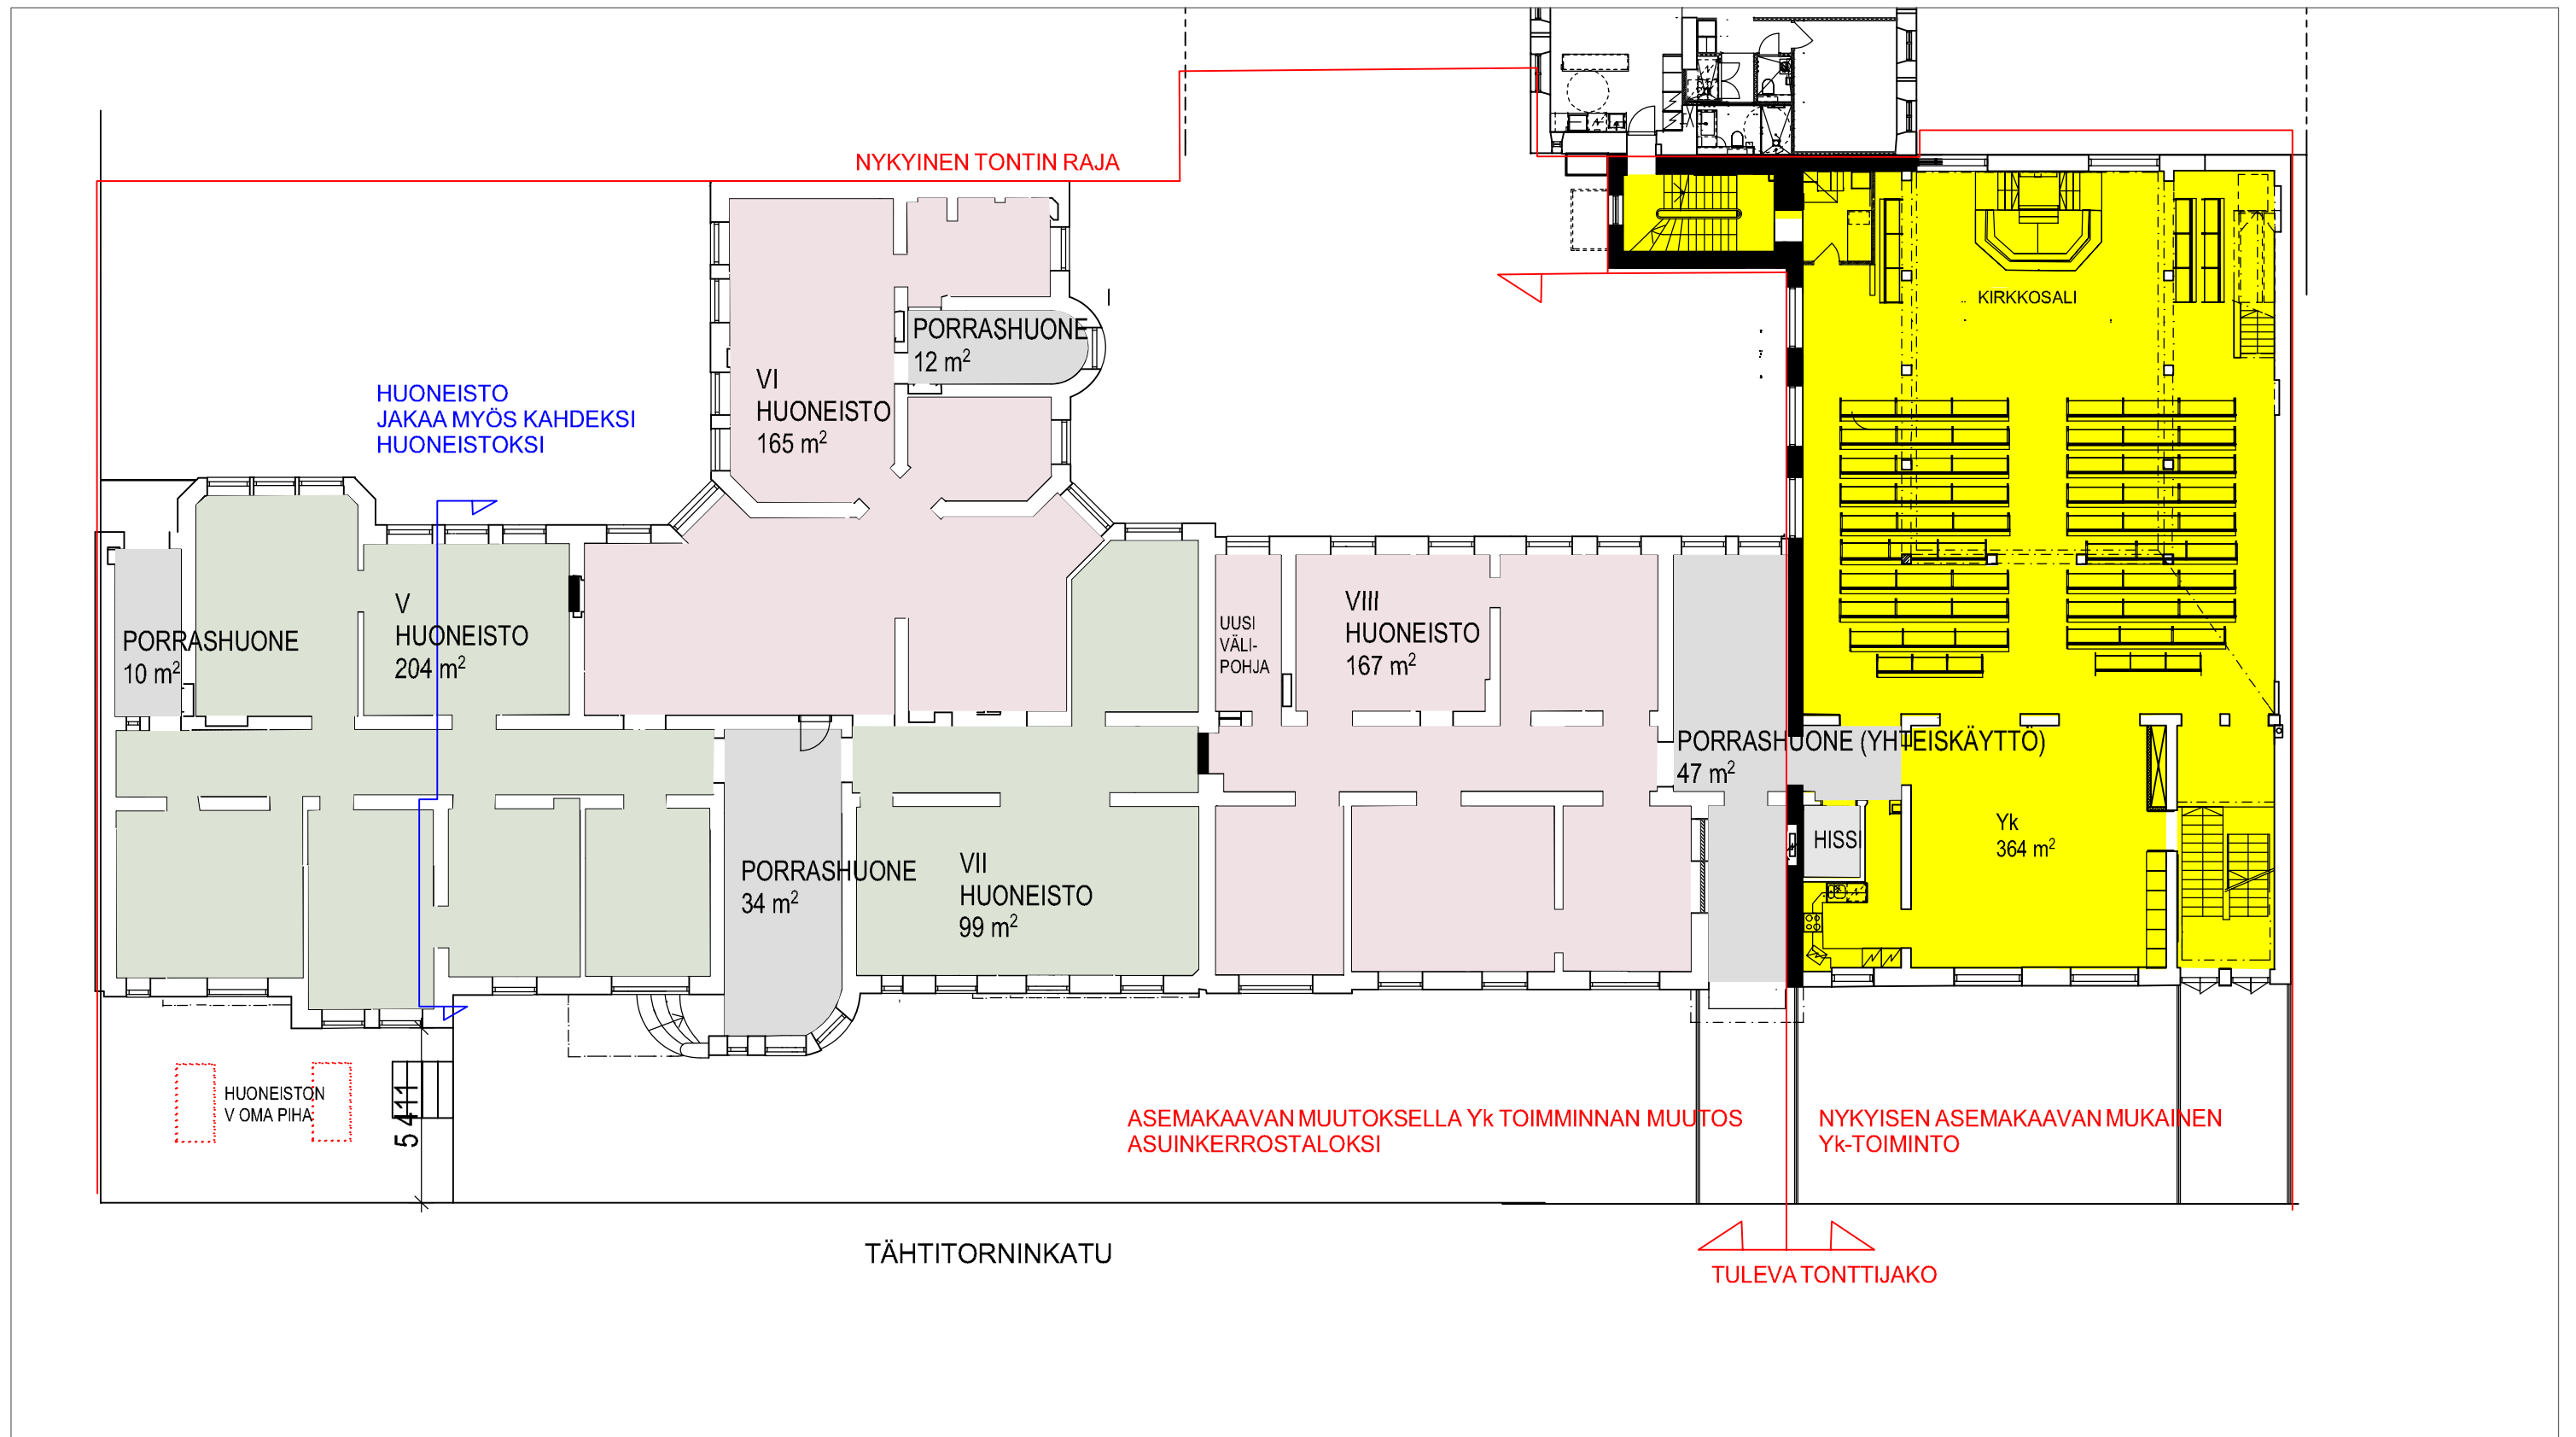 NYKYINEN TONTIN RAJA
KIRKKOSALI
PORRASHUONE
12 m²
VI
HUONEISTO
165 m²
HUONEISTO
JAKAA MYÖS KAHDEKSI
HUONEISTOKSI
V
HUONEISTO
204 m²
PORRASHUONE
10 m²
UUSI
VÄLI-
POHJA
VIII
HUONEISTO
167 m²
PORRASHUONE (YHTEISKÄYTTÖ)
47 m²
HISSI
Yk
364 m²
PORRASHUONE
34 m²
VII
HUONEISTO
99 m²
HUONEISTON
V OMA PIHA
5 411
ASEMAKAAVAN MUUTOKSELLA Yk TOIMMINNAN MUUTOS
ASUINKERROSTALOKSI
NYKYISEN ASEMAKAAVAN MUKAINEN
Yk-TOIMINTO
TÄHTITORNINKATU
TULEVA TONTTIJAKO